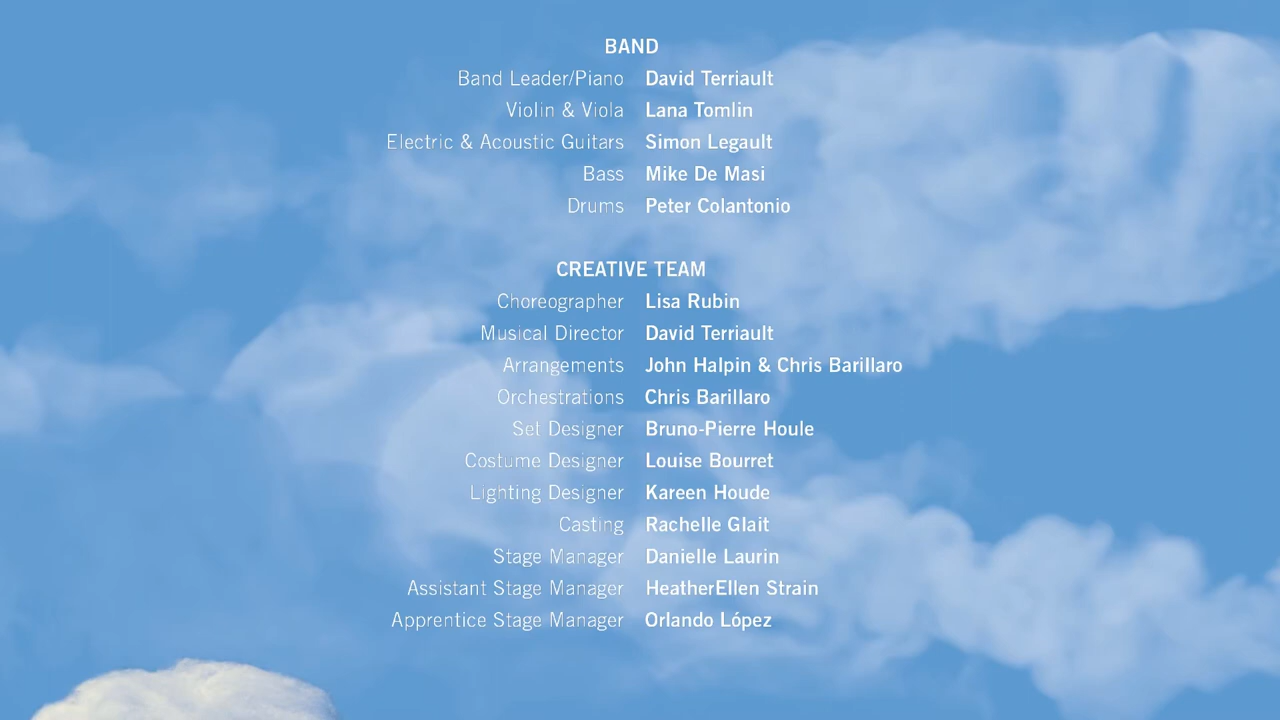 BAND
Band Leader/Piano David Terriault
Violin & Viola Lana Tomlin
Electric & Acoustic Guitars Simon Legault
Bass Mike De Masi
Drums Peter Colantonio
CREATIVE TEAM
Choreographer Lisa Rubin
Musical Director David Terriault
Arrangements John Halpin & Chris Barillaro
Orchestrations Chris Barillaro
Set Designer Bruno-Pierre Houle
Costume Designer Louise Bourret
Lighting Designer Kareen Houde
Casting Rachelle Glait
Stage Manager Danielle Laurin
Assistant Stage Manager HeatherEllen Strain
Apprentice Stage Manager Orlando López